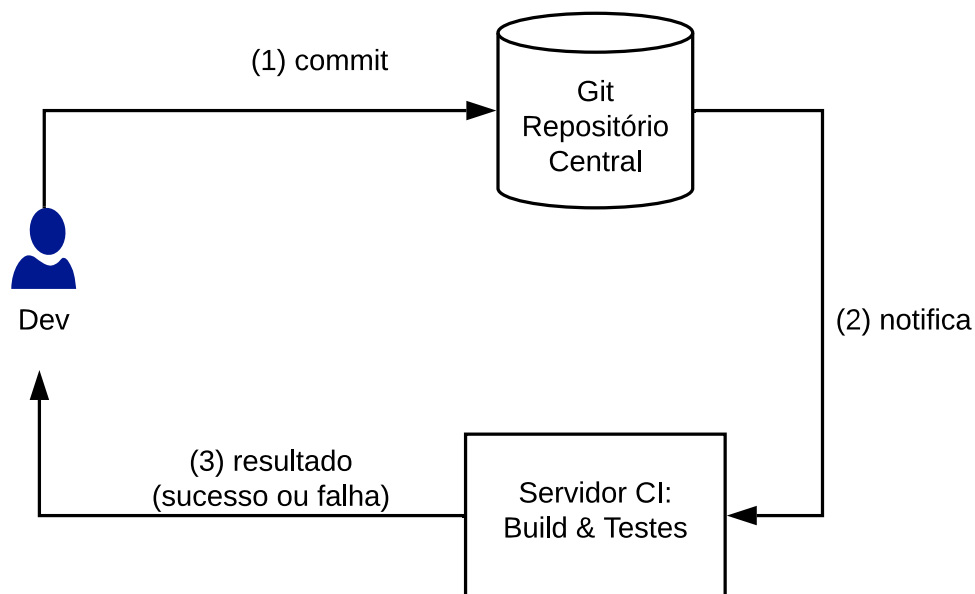 (1) commit
Git
Repositório
Central
Dev
(2) notifica
(3) resultado
(sucesso ou falha)
Servidor CI:
Build & Testes